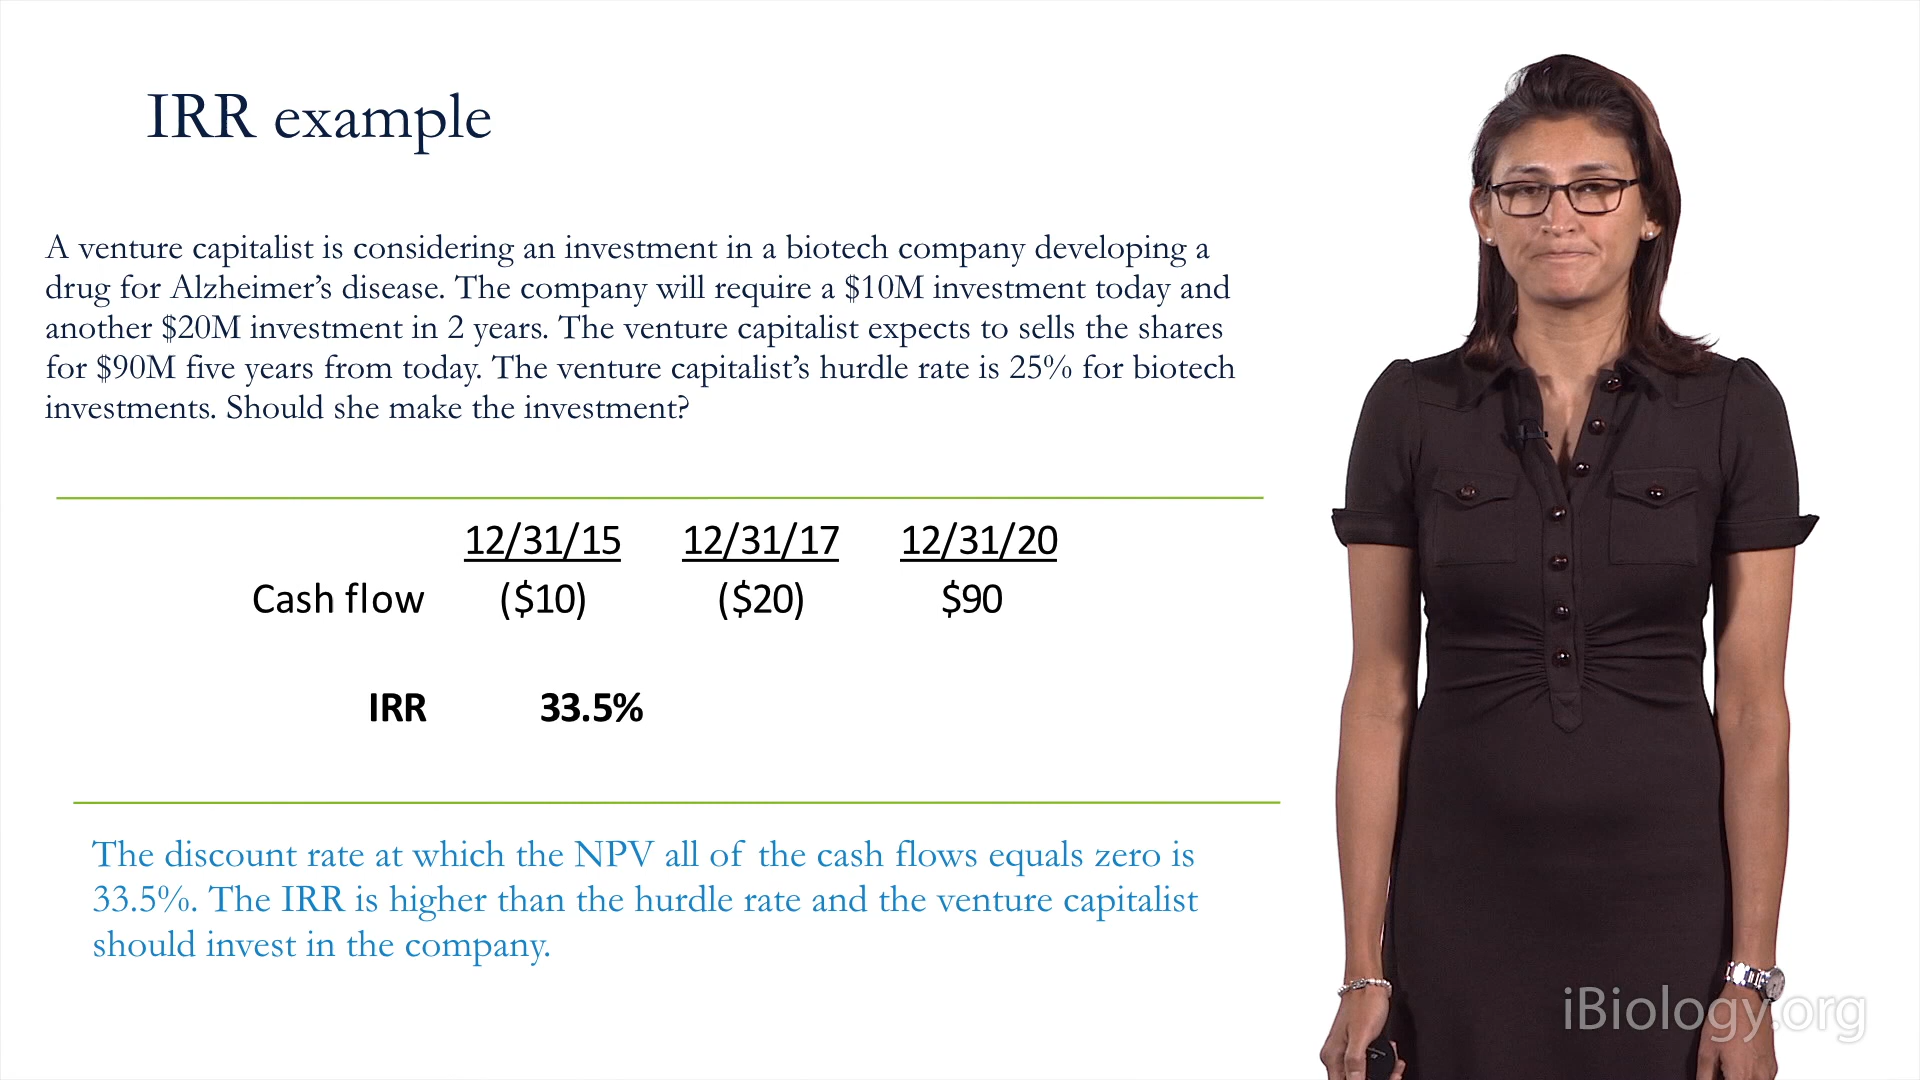 IRR example
A venture capitalist is considering an investment in a biotech company developing a
drug for Alzheimer’s disease. The company will require a $10M investment today and
another $20M investment in 2 years. The venture capitalist expects to sells the shares
for $90M five years from today. The venture capitalist’s hurdle rate is 25% for biotech
investments. Should she make the investment?
12/31/15 12/31/17 12/31/20
Cash flow ($10) ($20) $90
IRR 33.5%
The discount rate at which the NPV all of the cash flows equals zero is
33.5%. The IRR is higher than the hurdle rate and the venture capitalist
should invest in the company.
iBiology.org